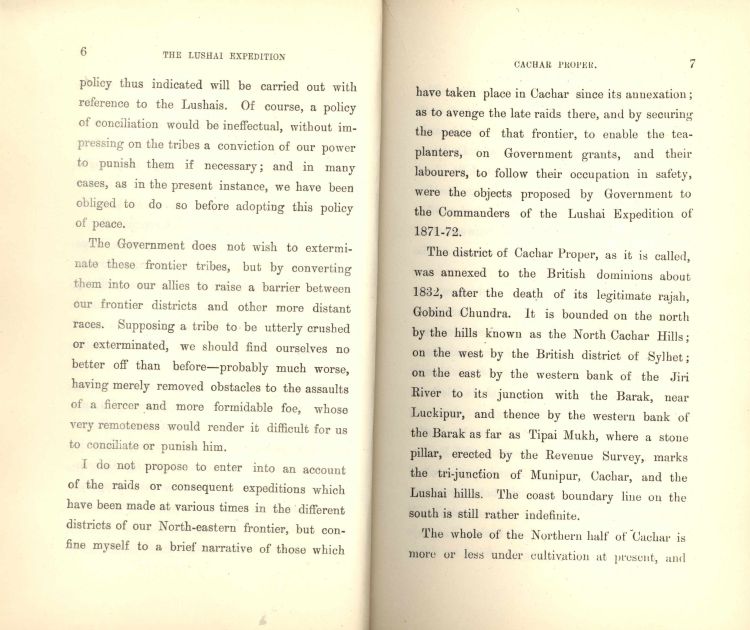 6
THE LUSHAI EXPEDITION
policy thus indicated will be carried out with
reference to the Lushais. Of course, a policy
of conciliation would be ineffectual, without im-
pressing on the tribes a conviction of our power
to punish them if necessary; and in many
cases, as in the present instance, we have been
obliged to do so before adopting this policy
of peace.
The Government does not wish to extermi-
nate these frontier tribes, but by converting
them into our allies to raise a barrier between
our frontier districts and other more distant
races. Supposing a tribe to be utterly crushed
or exterminated, we should find ourselves no
better off than before—probably much worse,
having merely removed obstacles to the assaults
of a fiercer and more formidable foe, whose
very remoteness would render it difficult for us
to conciliate or punish him.
I do not propose to enter into an account
of the raids or consequent expeditions which
have been made at various times in the different
districts of our North-eastern frontier, but con-
fine myself to a brief narrative of those which
CACHAR PROPER.
7
have taken place in Cachar since its annexation;
as to avenge the late raids there, and by securing
the peace of that frontier, to enable the tea-
planters, on Government grants, and their
labourers, to follow their occupation in safety,
were the objects proposed by Government to
the Commanders of the Lushai Expedition of
1871-72.
The district of Cachar Proper, as it is called,
was annexed to the British dominions about
1832, after the death of its legitimate rajah,
Gobind Chundra. It is bounded on the north
by the hills known as the North Cachar Hills;
on the west by the British district of Sylhet;
on the east by the western bank of the Jiri
River to its junction with the Barak, near
Luckipur, and thence by the western bank of
the Barak as far as Tipai Mukh, where a stone
pillar, erected by the Revenue Survey, marks
the tri-junction of Munipur, Cachar, and the
Lushai hillls. The coast boundary line on the
south is still rather indefinite.
The whole of the Northern half of Cachar is
more or less under cultivation at present, and